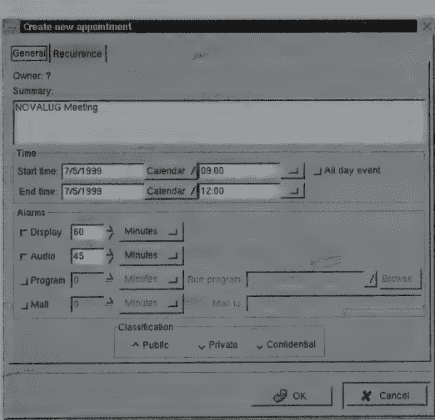 Create new appointment
General Recurrance
Owner: ?
Summary:
NOVALUG Meeting
Time
Start time: 7/5/1999 Calendar 09:00 All day event
End time: 7/5/1999 Calendar 12:00
Alarms
Display 60 Minutes
Audio 45 Minutes
Program 0 Minutes Run program: Browse
Mail 0 Minutes Mail to:
Classification
Public Private Confidential
OK Cancel